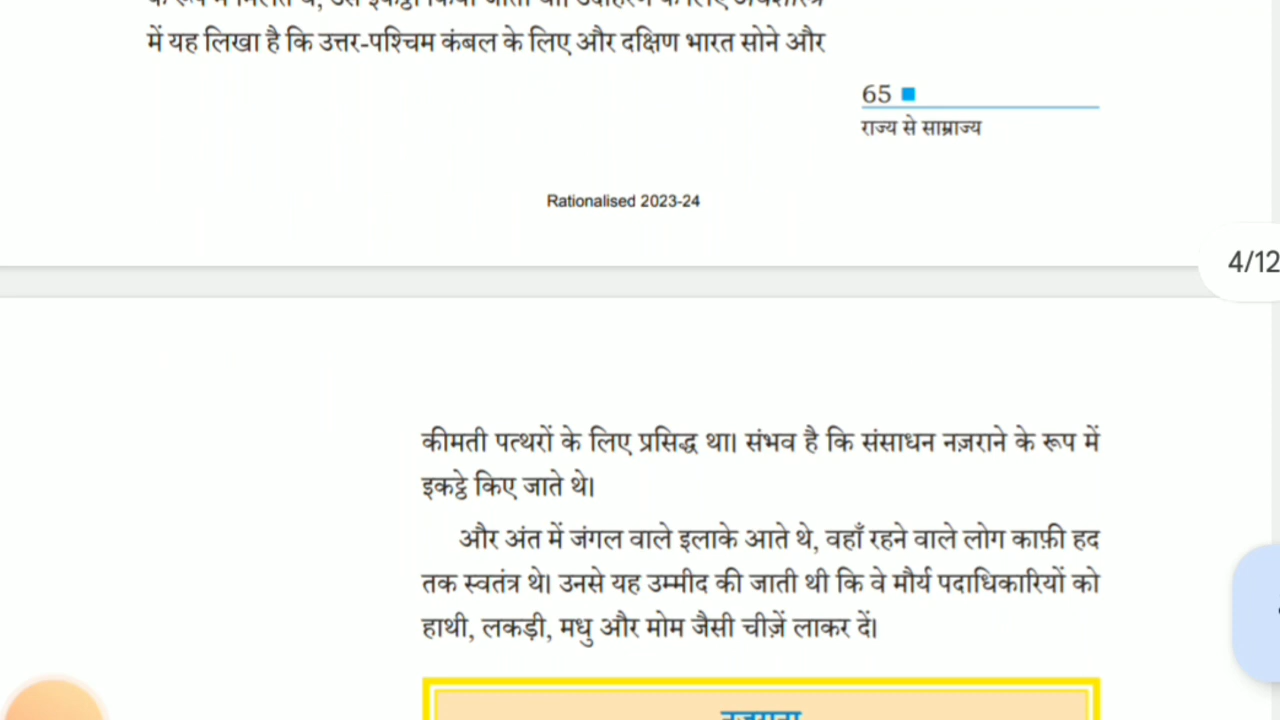 में यह लिखा है कि उत्तर-पश्चिम कंबल के लिए और दक्षिण भारत सोने और
65
राज्य से साम्राज्य
Rationalised 2023-24
4/12
कीमती पत्थरों के लिए प्रसिद्ध था। संभव है कि संसाधन नज़राने के रूप में
इकट्ठे किए जाते थे।
और अंत में जंगल वाले इलाके आते थे, वहाँ रहने वाले लोग काफ़ी हद
तक स्वतंत्र थे। उनसे यह उम्मीद की जाती थी कि वे मौर्य पदाधिकारियों को
हाथी, लकड़ी, मधु और मोम जैसी चीज़ें लाकर दें।